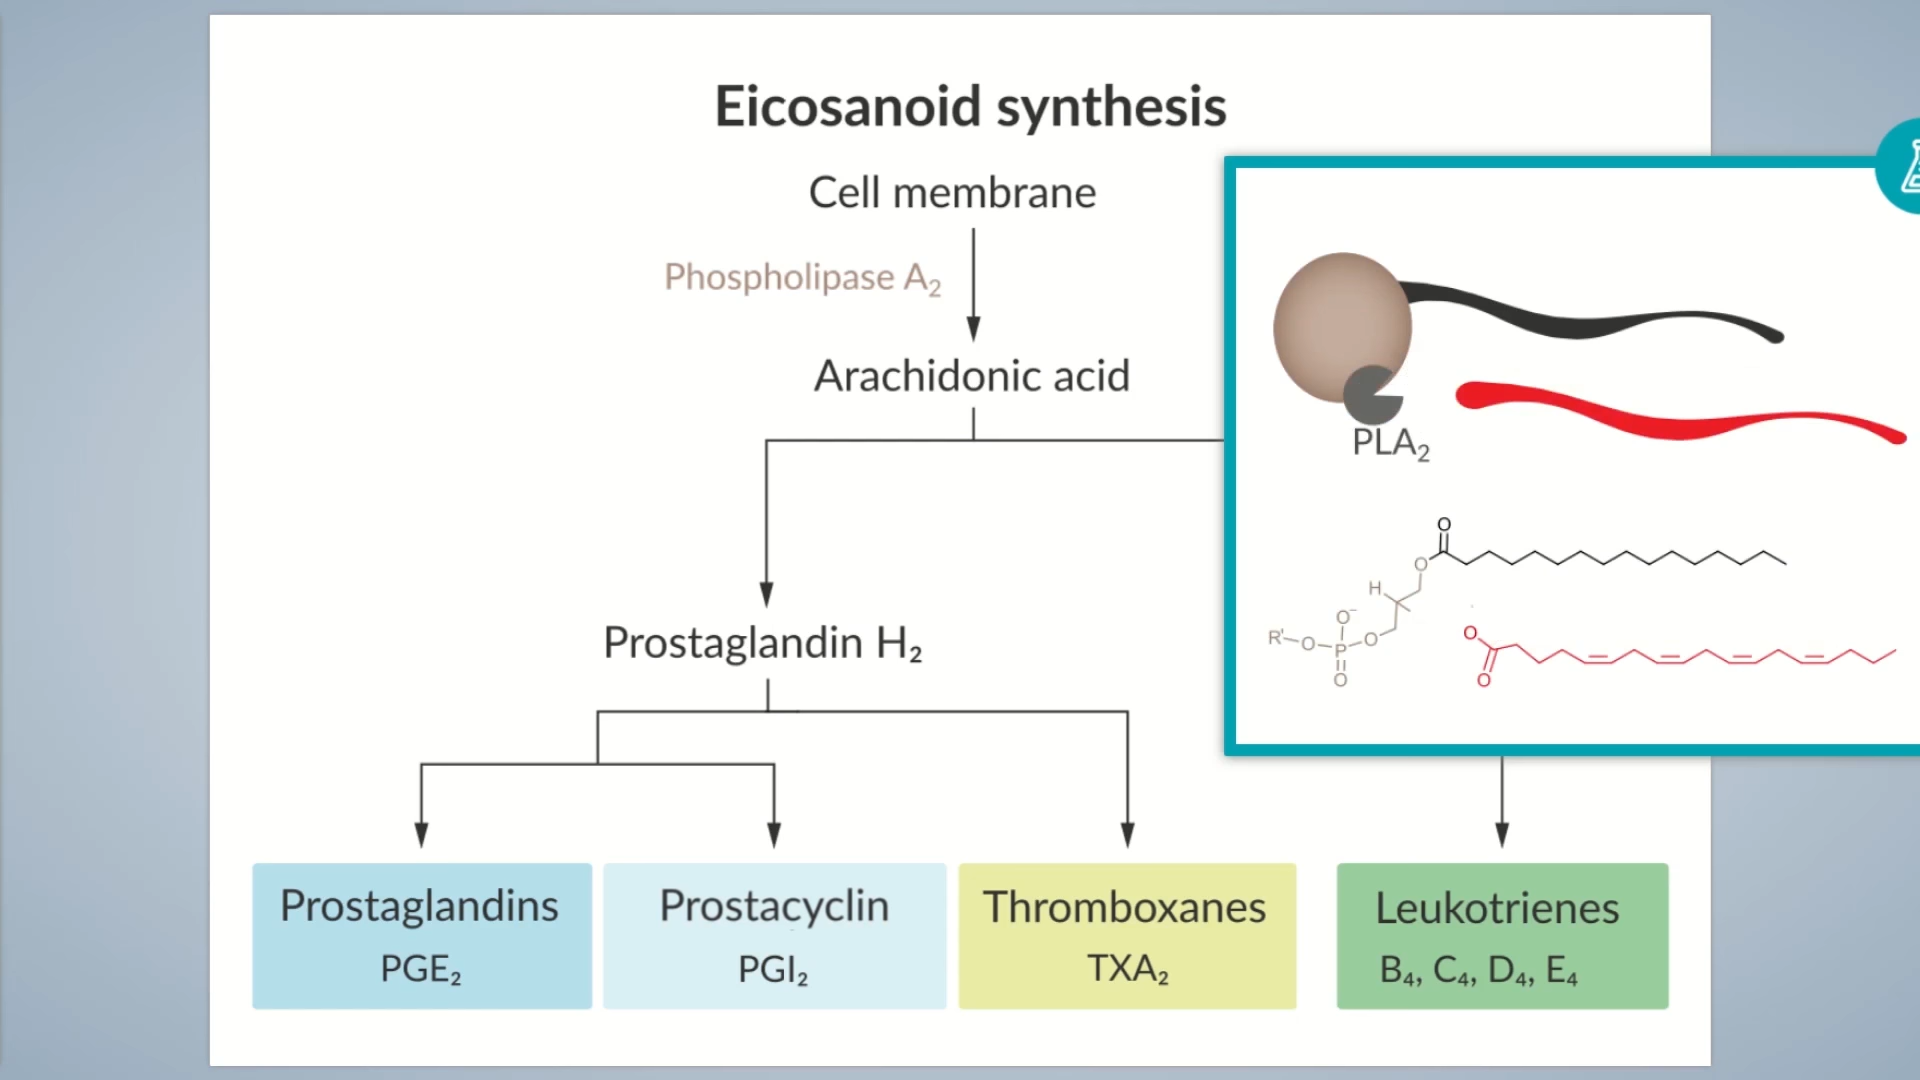 Eicosanoid synthesis
Cell membrane
Phospholipase A₂
Arachidonic acid
PLA₂
O
O
H
O⁻
R'
O
P
O
O
O
O
Prostaglandin H₂
Prostaglandins
PGE₂
Prostacyclin
PGI₂
Thromboxanes
TXA₂
Leukotrienes
B₄, C₄, D₄, E₄